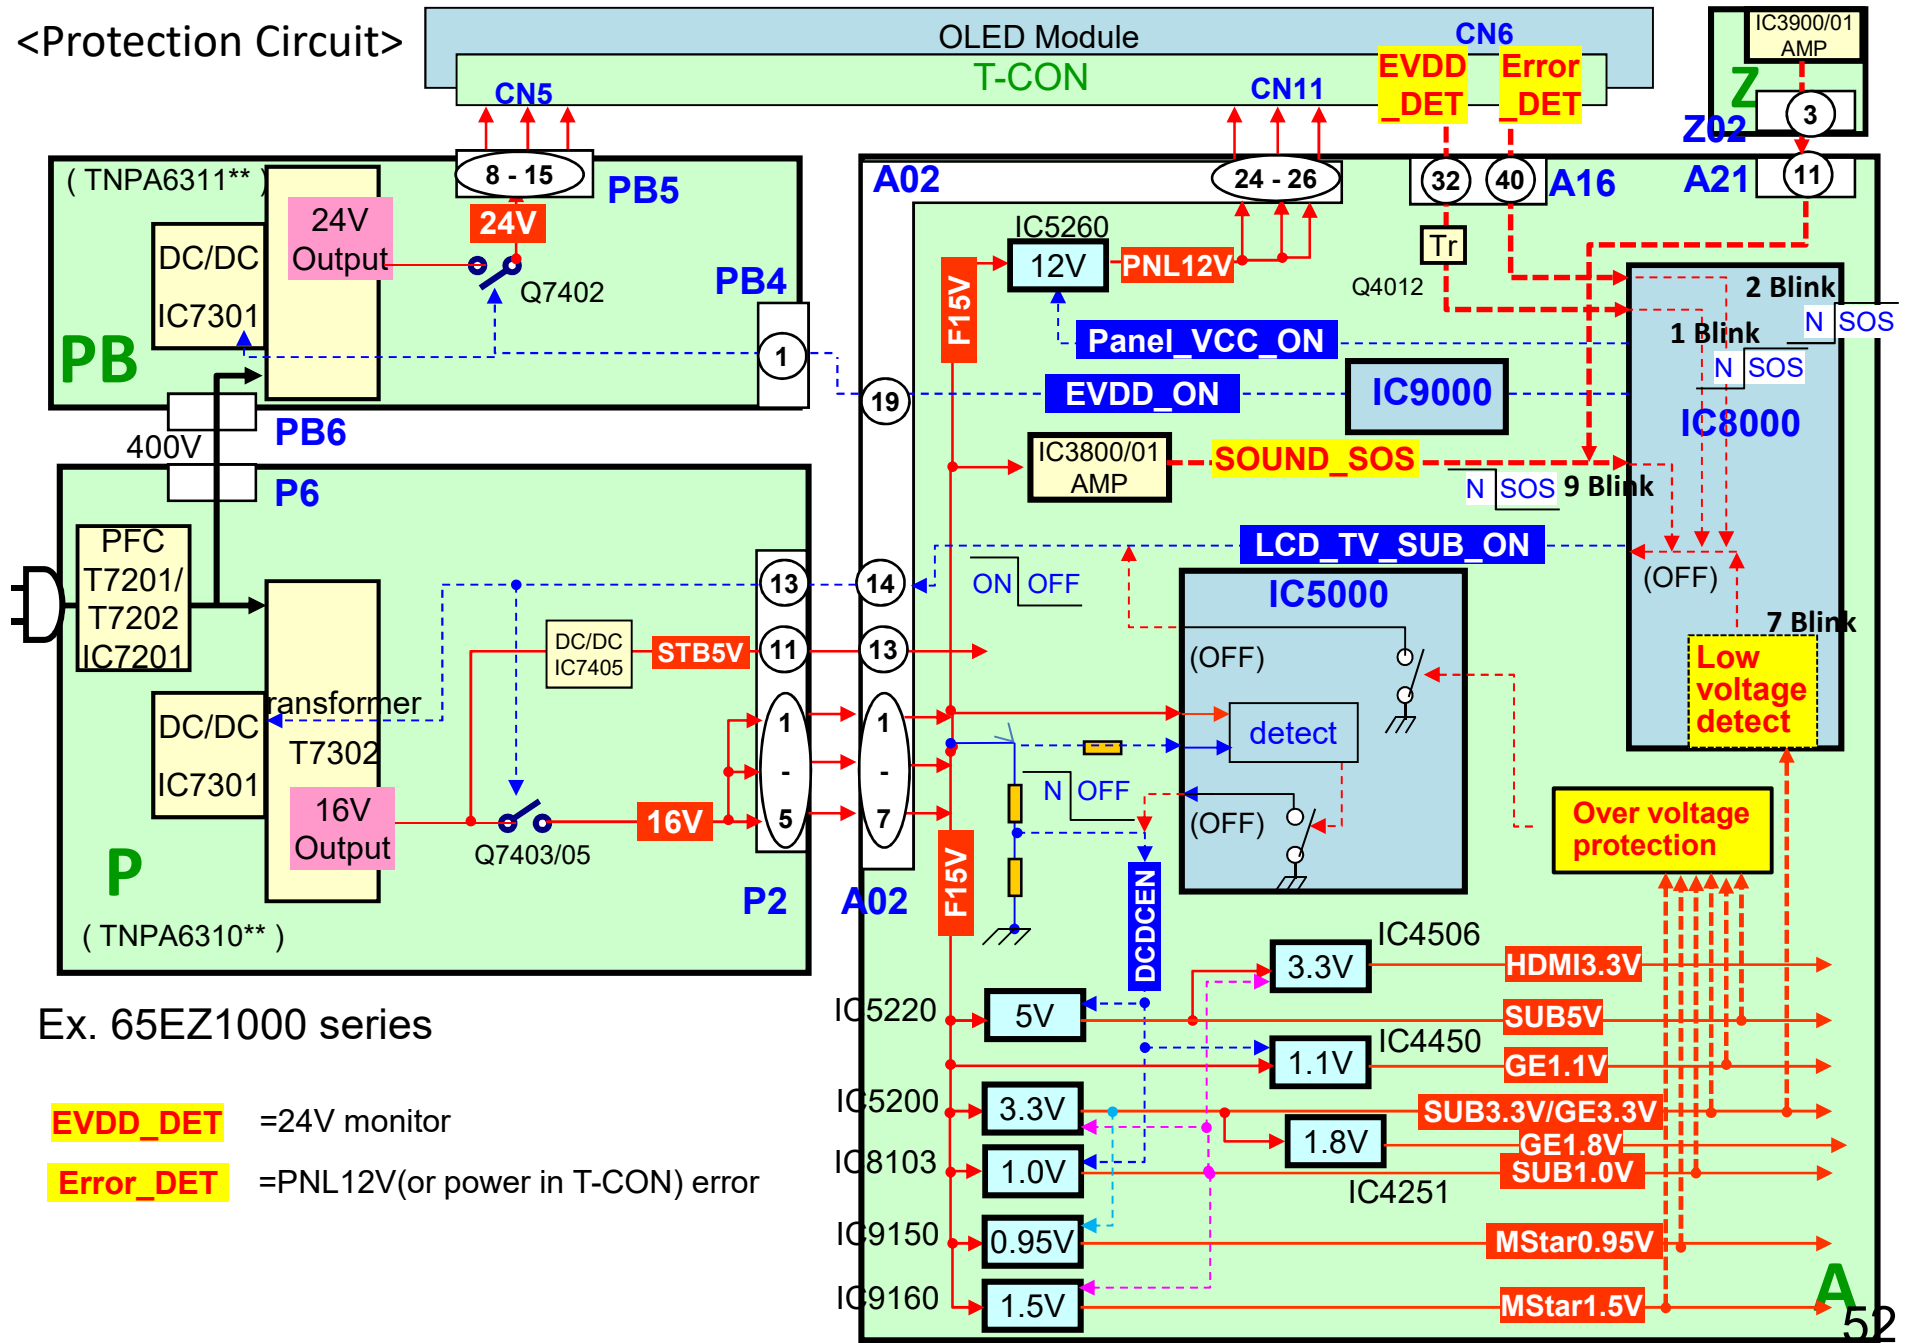 <Protection Circuit>
OLED Module
T-CON
CN6
CN5
CN11
EVDD
_DET
Error
_DET
IC3900/01
AMP
Z
3
Z02
A21
11
( TNPA6311** )
8 - 15
PB5
24V
Output
24V
DC/DC
IC7301
Q7402
PB4
1
PB
PB6
400V
P6
A02
24 - 26
32
40
A16
IC5260
12V
PNL12V
Tr
Q4012
F15V
2 Blink
N
SOS
1 Blink
N
SOS
Panel_VCC_ON
19
EVDD_ON
IC9000
IC8000
IC3800/01
AMP
SOUND_SOS
N
SOS
9 Blink
LCD_TV_SUB_ON
(OFF)
7 Blink
Low
voltage
detect
PFC
T7201/
T7202
IC7201
13
14
ON
OFF
IC5000
DC/DC
IC7405
STB5V
11
13
(OFF)
ransformer
T7302
DC/DC
IC7301
1
-
5
1
-
7
detect
N
OFF
(OFF)
16V
Output
16V
Q7403/05
Over voltage
protection
P
P2
A02
F15V
DCDCEN
( TNPA6310** )
IC4506
3.3V
HDMI3.3V
IC5220
5V
SUB5V
IC4450
1.1V
GE1.1V
IC5200
3.3V
SUB3.3V/GE3.3V
1.8V
GE1.8V
IC8103
1.0V
SUB1.0V
IC4251
IC9150
0.95V
MStar0.95V
IC9160
1.5V
MStar1.5V
A
52
Ex. 65EZ1000 series
EVDD_DET =24V monitor
Error_DET =PNL12V(or power in T-CON) error